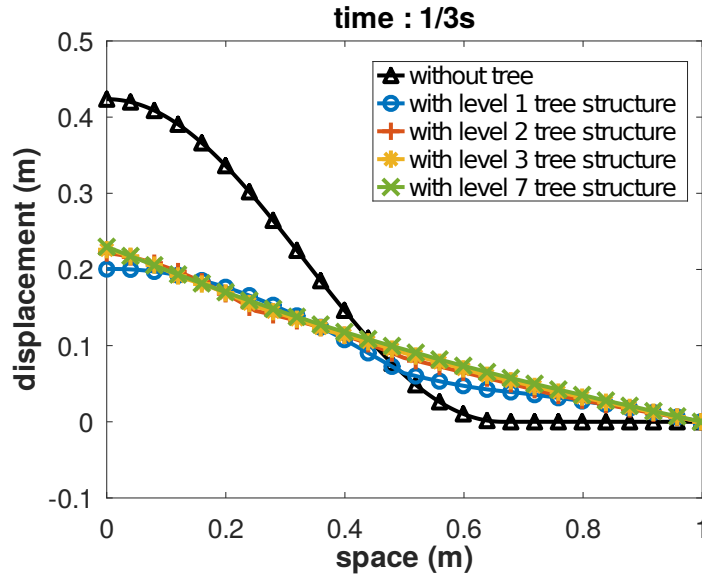 time : 1/3s
0.5
0.4
0.3
0.2
0.1
0
-0.1
displacement (m)
without tree
with level 1 tree structure
with level 2 tree structure
with level 3 tree structure
with level 7 tree structure
0 0.2 0.4 0.6 0.8 1
space (m)